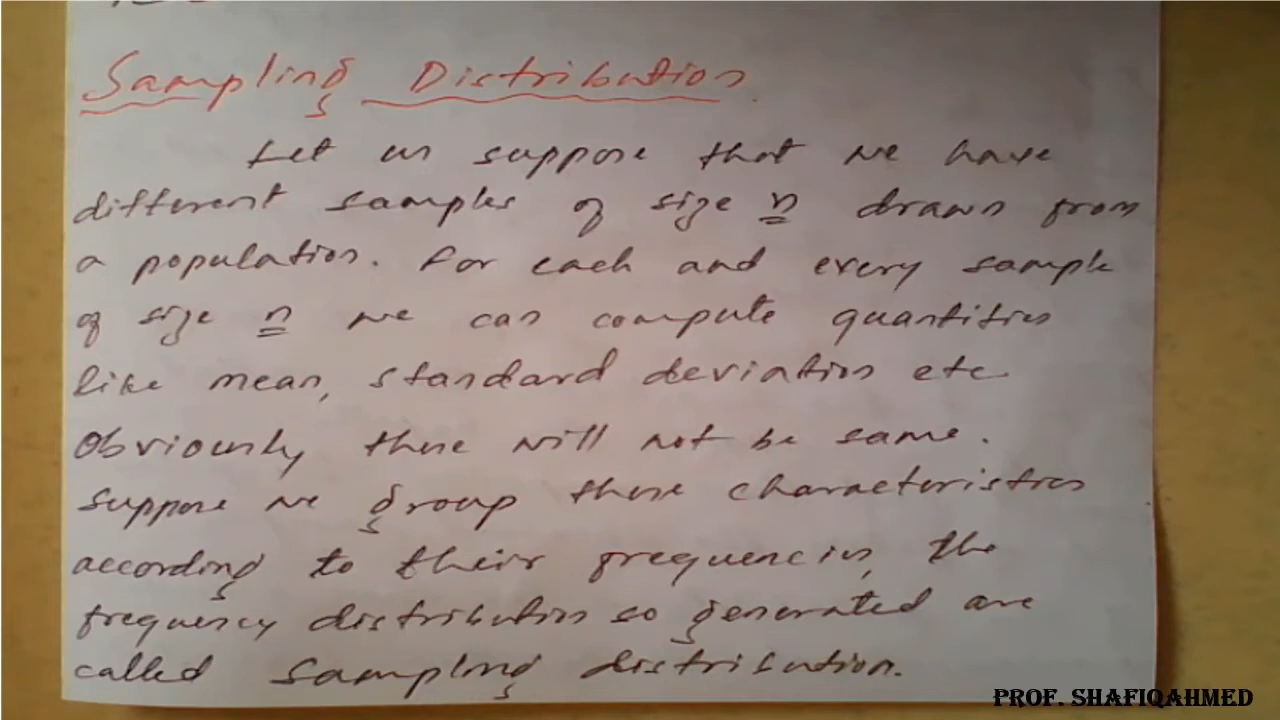 Sampling Distribution
Let us suppose that we have
different samples of size n drawn from
a population. For each and every sample
of size n we can compute quantities
like mean, standard deviation etc
Obviously these will not be same.
Suppose we group these characteristics
according to their frequencies, the
frequency distribution so generated are
called Sampling distribution.
PROF. SHAFIQAHMED